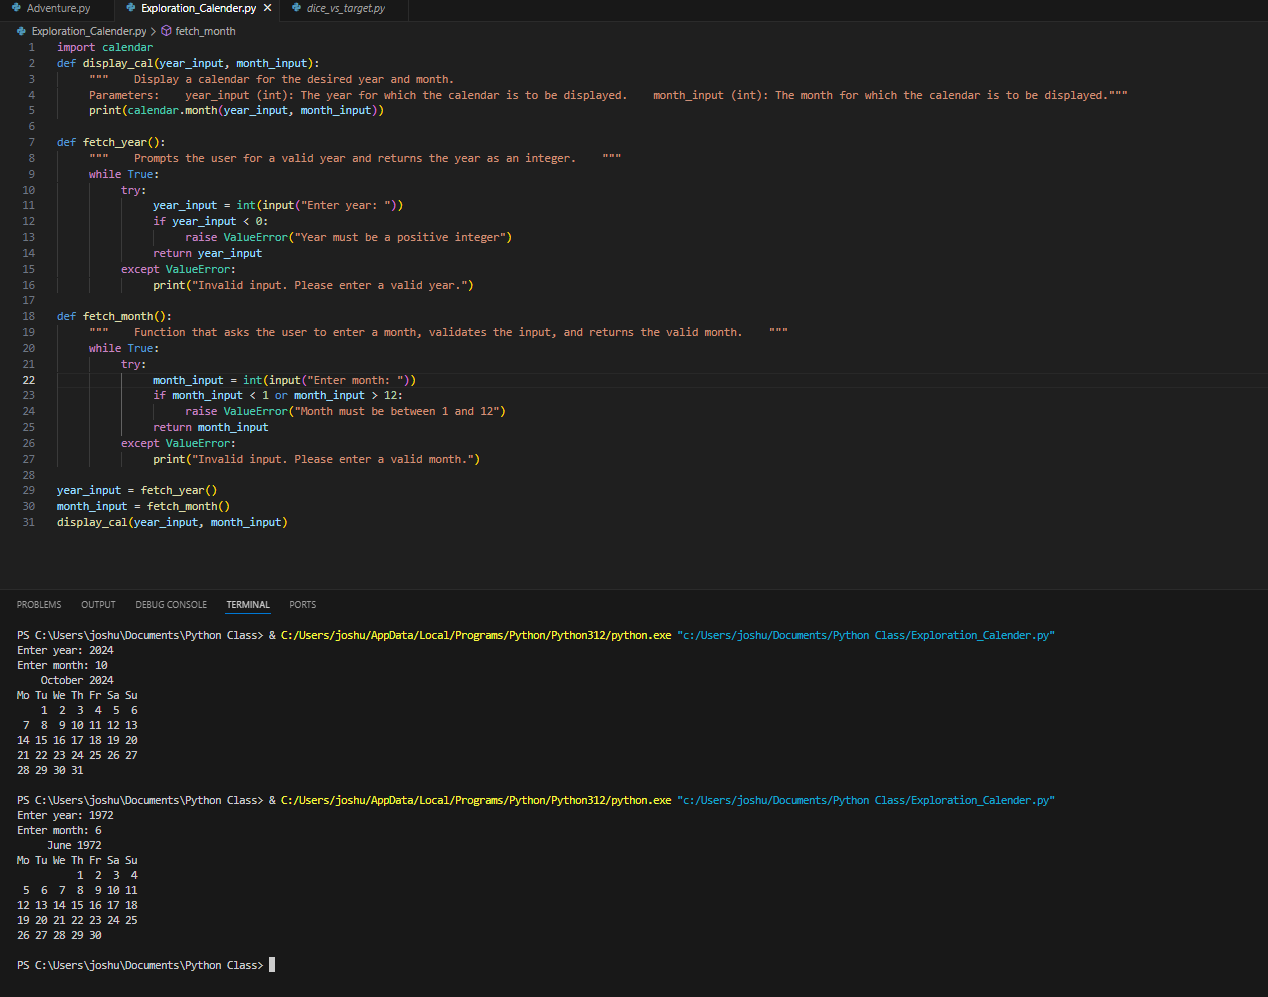 Adventure.py Exploration_Calender.py × dice_vs_target.py
Exploration_Calender.py > fetch_month
1 import calendar
2 def display_cal(year_input, month_input):
3     """    Display a calendar for the desired year and month.
4     Parameters:    year_input (int): The year for which the calendar is to be displayed.    month_input (int): The month for which the calendar is to be displayed."""
5     print(calendar.month(year_input, month_input))
6
7 def fetch_year():
8     """    Prompts the user for a valid year and returns the year as an integer.    """
9     while True:
10         try:
11             year_input = int(input("Enter year: "))
12             if year_input < 0:
13                 raise ValueError("Year must be a positive integer")
14             return year_input
15         except ValueError:
16             print("Invalid input. Please enter a valid year.")
17
18 def fetch_month():
19     """    Function that asks the user to enter a month, validates the input, and returns the valid month.    """
20     while True:
21         try:
22             month_input = int(input("Enter month: "))
23             if month_input < 1 or month_input > 12:
24                 raise ValueError("Month must be between 1 and 12")
25             return month_input
26         except ValueError:
27             print("Invalid input. Please enter a valid month.")
28
29 year_input = fetch_year()
30 month_input = fetch_month()
31 display_cal(year_input, month_input)
PROBLEMS OUTPUT DEBUG CONSOLE TERMINAL PORTS
PS C:\Users\joshu\Documents\Python Class> & C:/Users/joshu/AppData/Local/Programs/Python/Python312/python.exe "c:/Users/joshu/Documents/Python Class/Exploration_Calender.py"
Enter year: 2024
Enter month: 10
    October 2024
Mo Tu We Th Fr Sa Su
    1  2  3  4  5  6
 7  8  9 10 11 12 13
14 15 16 17 18 19 20
21 22 23 24 25 26 27
28 29 30 31
PS C:\Users\joshu\Documents\Python Class> & C:/Users/joshu/AppData/Local/Programs/Python/Python312/python.exe "c:/Users/joshu/Documents/Python Class/Exploration_Calender.py"
Enter year: 1972
Enter month: 6
     June 1972
Mo Tu We Th Fr Sa Su
          1  2  3  4
 5  6  7  8  9 10 11
12 13 14 15 16 17 18
19 20 21 22 23 24 25
26 27 28 29 30
PS C:\Users\joshu\Documents\Python Class>